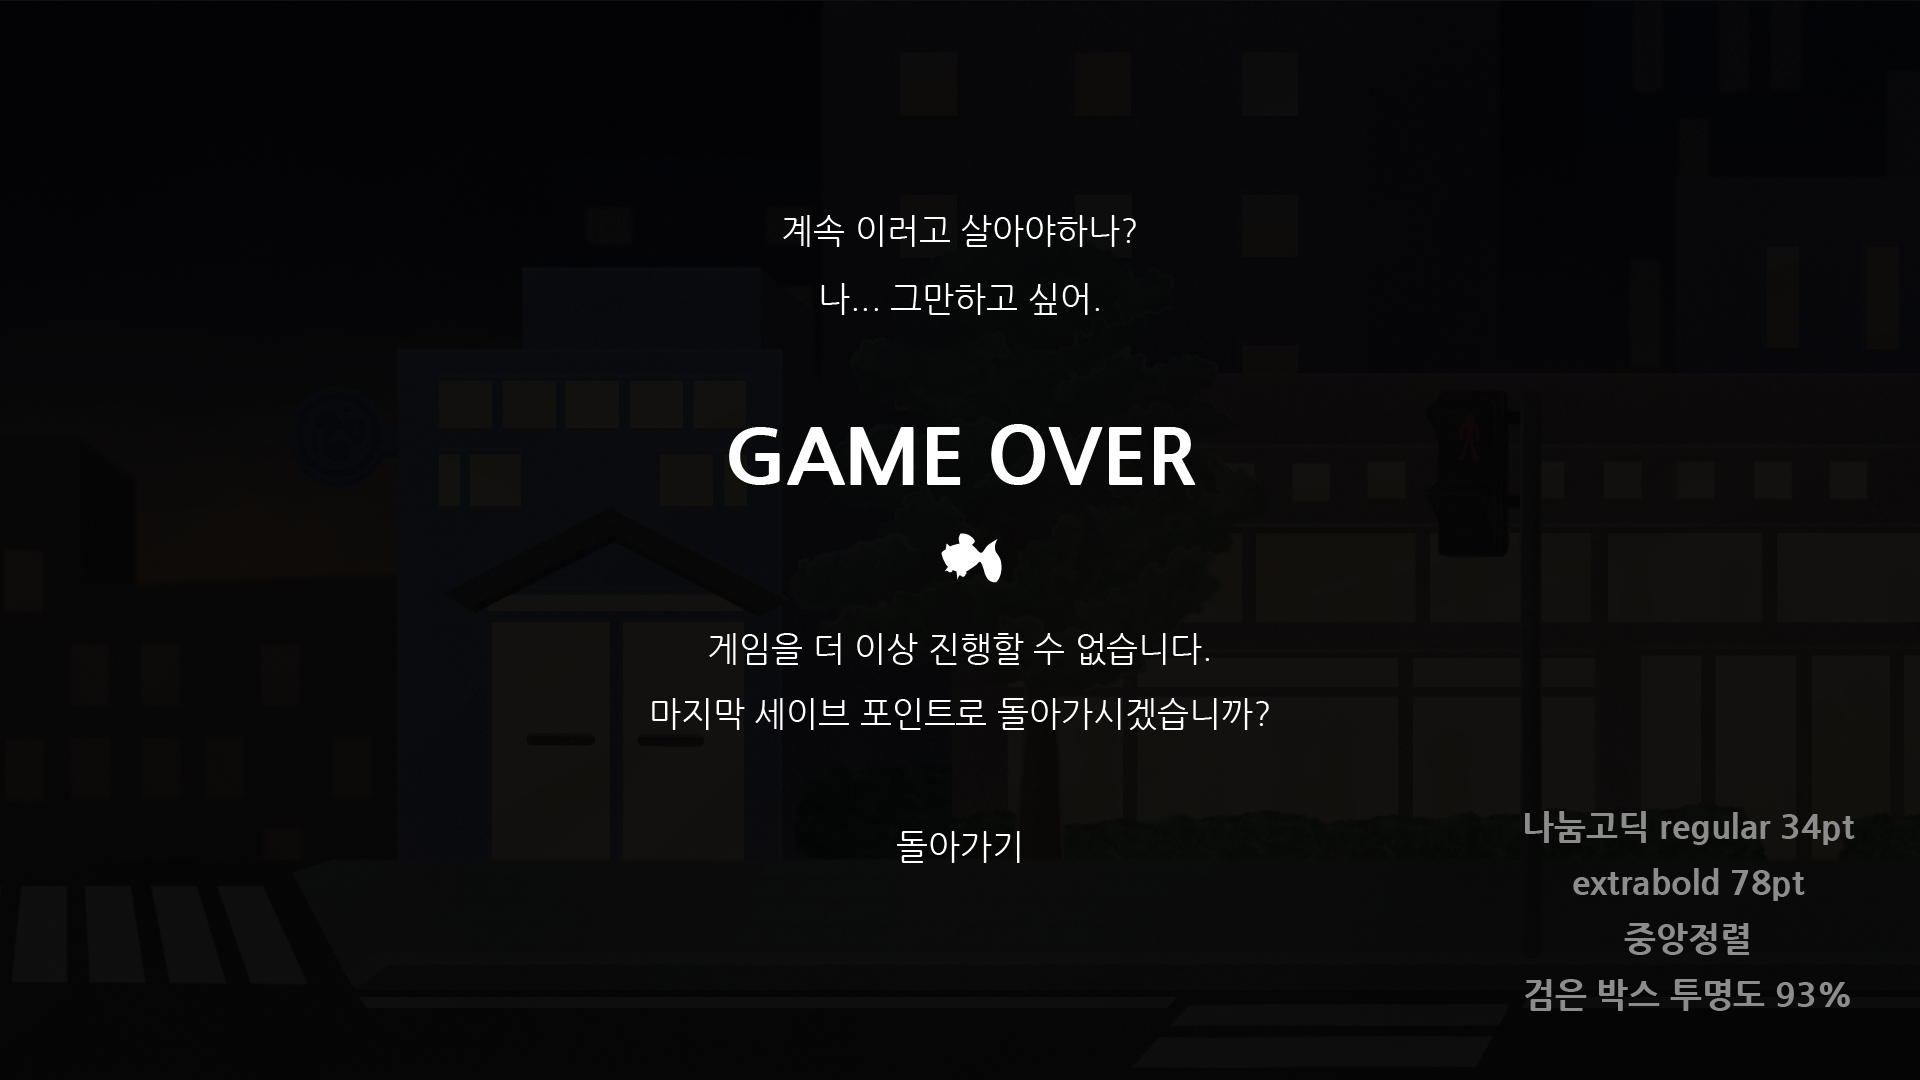 계속 이러고 살아야하나?
나... 그만하고 싶어.
GAME OVER
게임을 더 이상 진행할 수 없습니다.
마지막 세이브 포인트로 돌아가시겠습니까?
돌아가기
나눔고딕 regular 34pt
extrabold 78pt
중앙정렬
검은 박스 투명도 93%